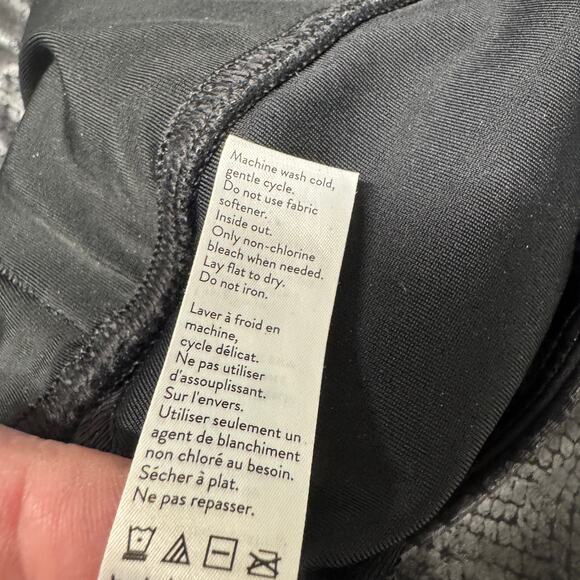 Machine wash cold,
gentle cycle.
Do not use fabric
softener.
Inside out.
Only non-chlorine
bleach when needed.
Lay flat to dry.
Do not iron.
Laver à froid en
machine,
cycle délicat.
Ne pas utiliser
d'assouplissant.
Sur l'envers.
Utiliser seulement un
agent de blanchiment
non chloré au besoin.
Sécher à plat.
Ne pas repasser.